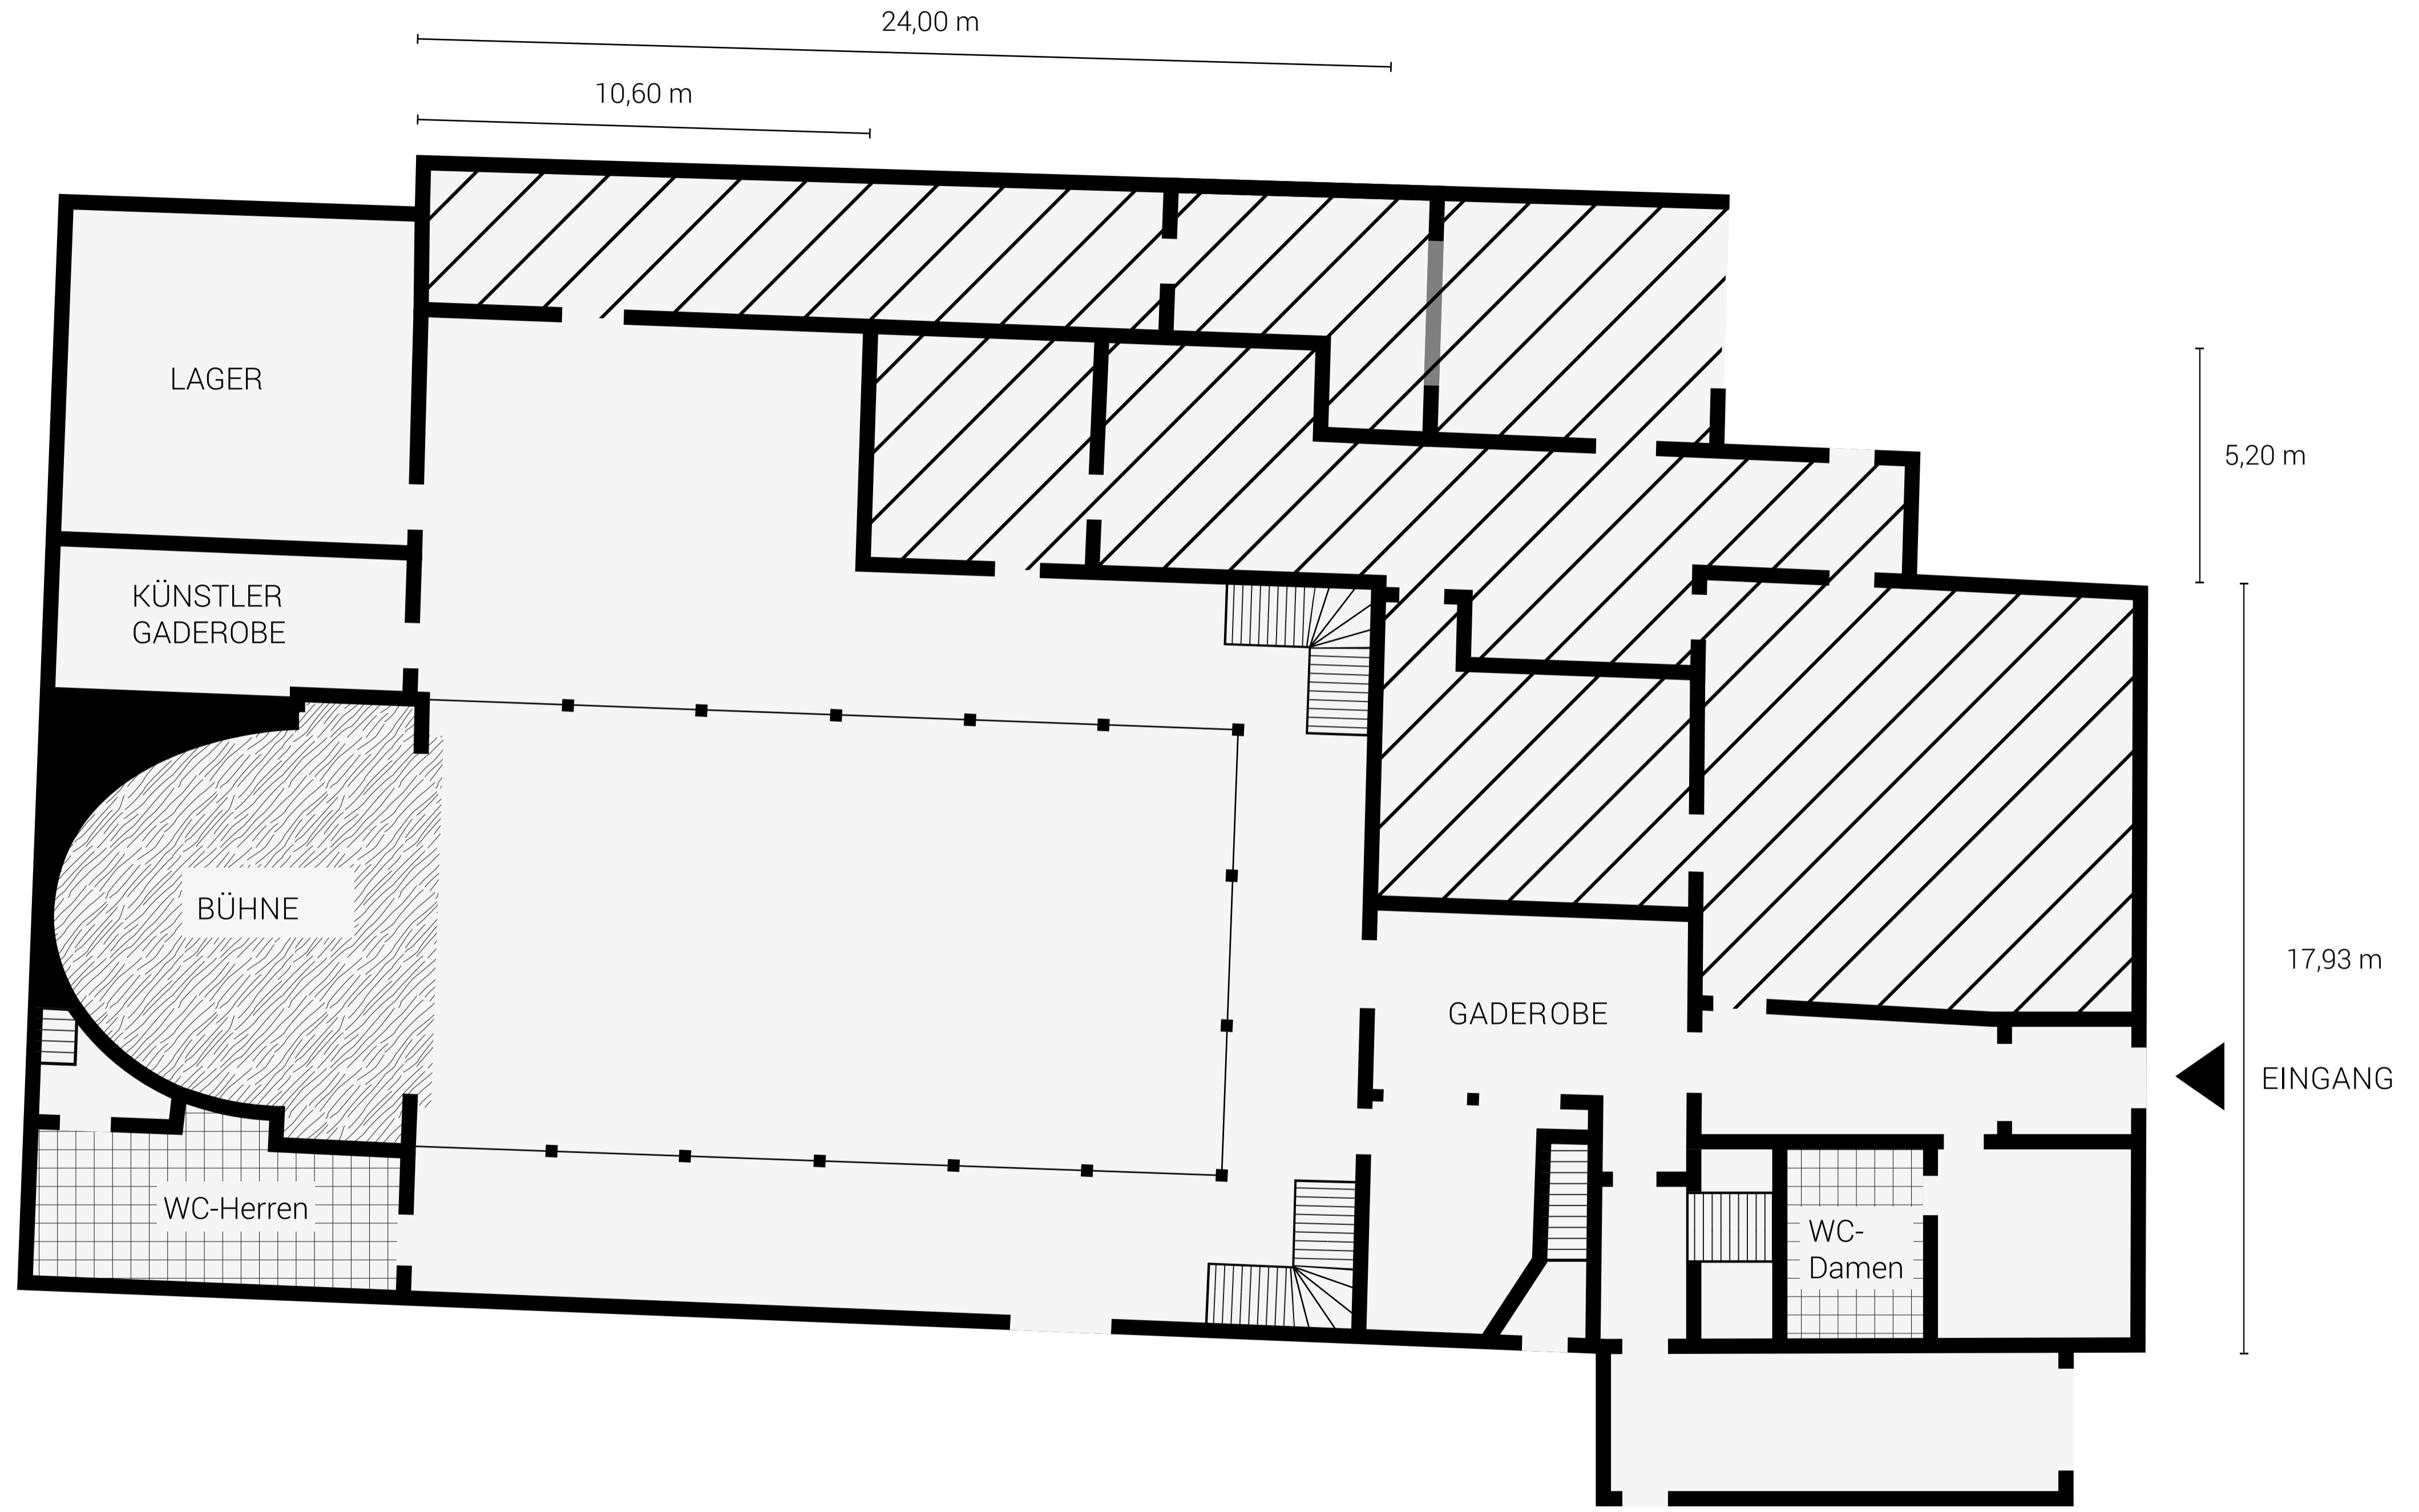 24,00 m
10,60 m
LAGER
5,20 m
KÜNSTLER
GADEROBE
BÜHNE
17,93 m
GADEROBE
EINGANG
WC-Herren
WC-
Damen